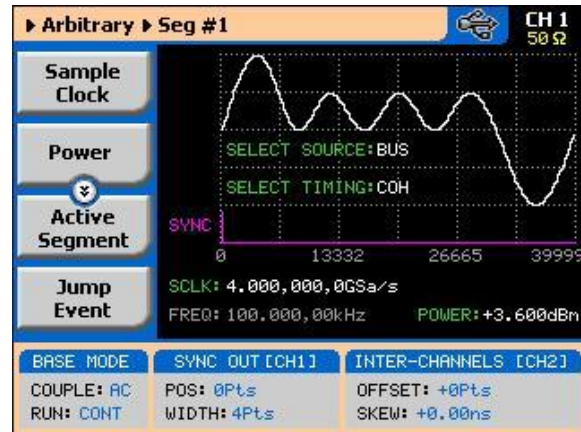 Arbitrary Seg #1
CH 1
50 Ω
Sample
Clock
Power
Active
Segment
Jump
Event
SELECT SOURCE:BUS
SELECT TIMING:COH
SYNC
0 13332 26665 39999
SCLK: 4.000,000,0GSa/s
FREQ: 100.000,00kHz POWER:+3.600dBm
BASE MODE
COUPLE: AC
RUN: CONT
SYNC OUT[CH1]
POS: 0Pts
WIDTH: 4Pts
INTER-CHANNELS [CH2]
OFFSET: +0Pts
SKEW: +0.00ns